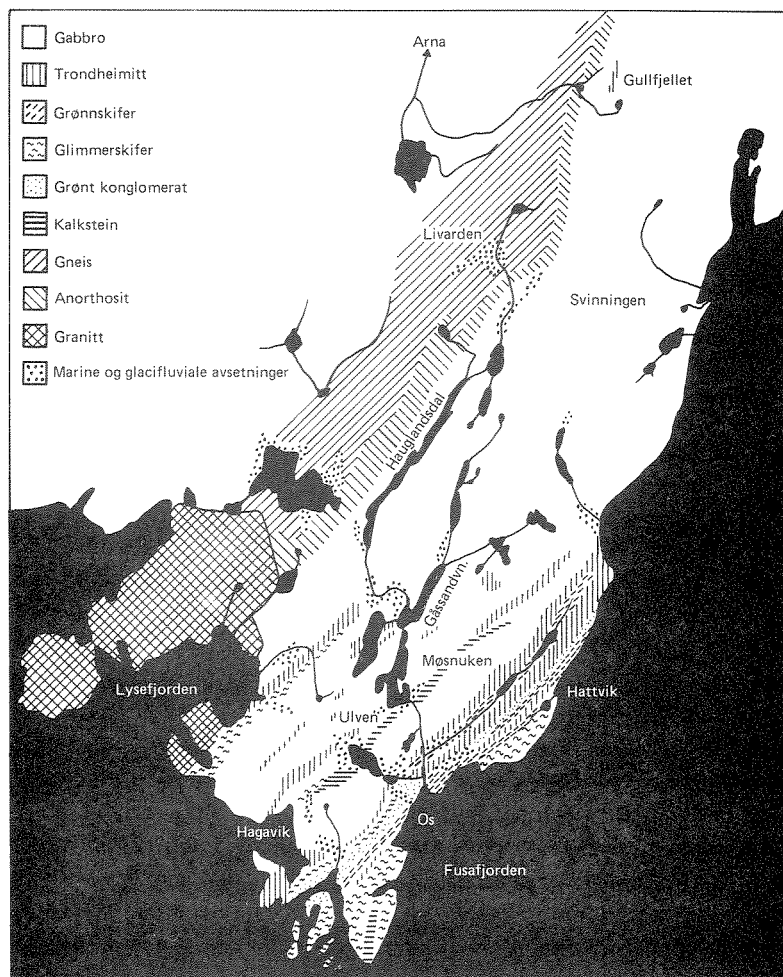 Gabbro
Trondheimitt
Grønnskifer
Glimmerskifer
Grønt konglomerat
Kalkstein
Gneis
Anorthosit
Granitt
Marine og glacifluviale avsetninger
Arna
Gullfjellet
Livarden
Svinningen
Hauglandsdal
Gåssandvn.
Møsnuken
Lysefjorden
Hattvik
Ulven
Hagavik
Os
Fusafjorden